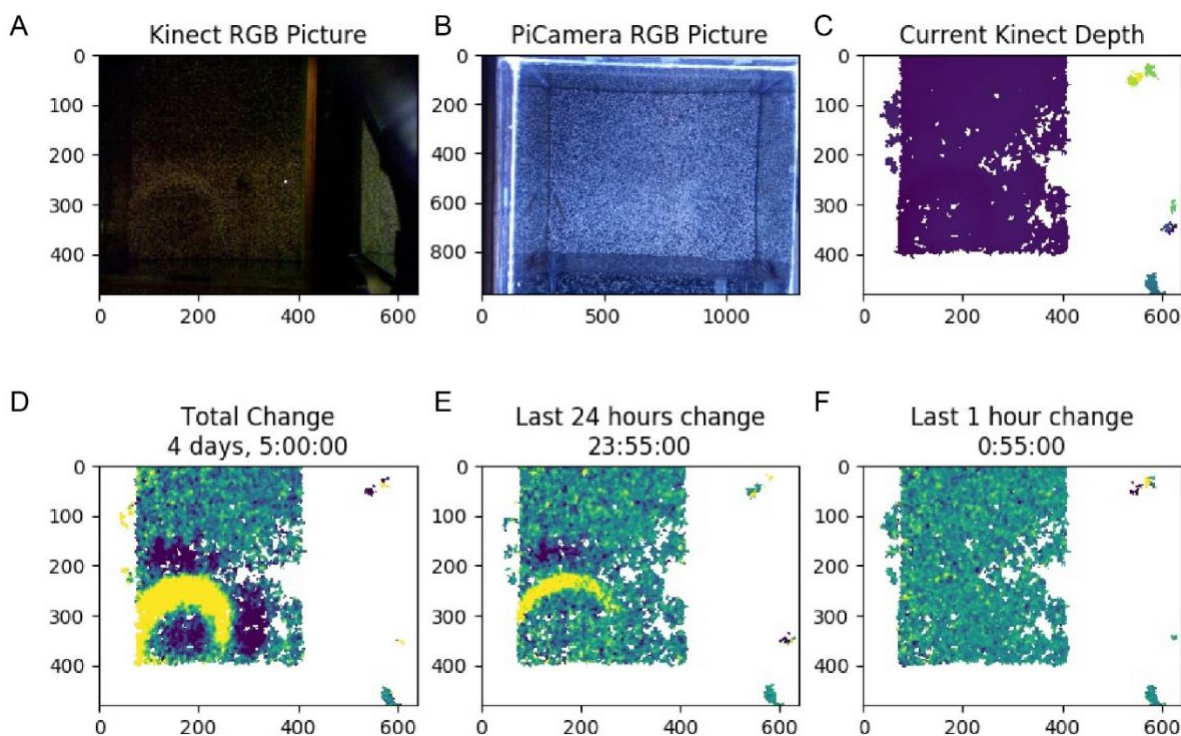 A
Kinect RGB Picture
0
100
200
300
400
0 200 400 600
B
PiCamera RGB Picture
0
200
400
600
800
0 500 1000
C
Current Kinect Depth
0
100
200
300
400
0 200 400 600
D
Total Change
4 days, 5:00:00
0
100
200
300
400
0 200 400 600
E
Last 24 hours change
23:55:00
0
100
200
300
400
0 200 400 600
F
Last 1 hour change
0:55:00
0
100
200
300
400
0 200 400 600